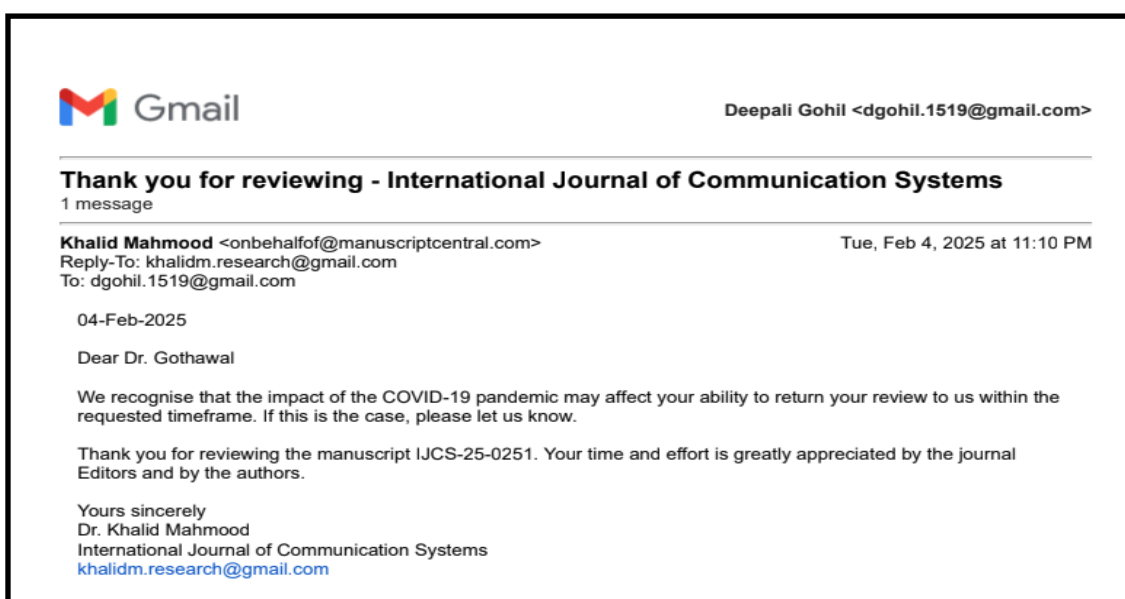 Gmail
Deepali Gohil <dgohil.1519@gmail.com>
Thank you for reviewing - International Journal of Communication Systems
1 message
Khalid Mahmood <onbehalfof@manuscriptcentral.com>
Tue, Feb 4, 2025 at 11:10 PM
Reply-To: khalidm.research@gmail.com
To: dgohil.1519@gmail.com
04-Feb-2025
Dear Dr. Gothawal
We recognise that the impact of the COVID-19 pandemic may affect your ability to return your review to us within the
requested timeframe. If this is the case, please let us know.
Thank you for reviewing the manuscript IJCS-25-0251. Your time and effort is greatly appreciated by the journal
Editors and by the authors.
Yours sincerely
Dr. Khalid Mahmood
International Journal of Communication Systems
khalidm.research@gmail.com